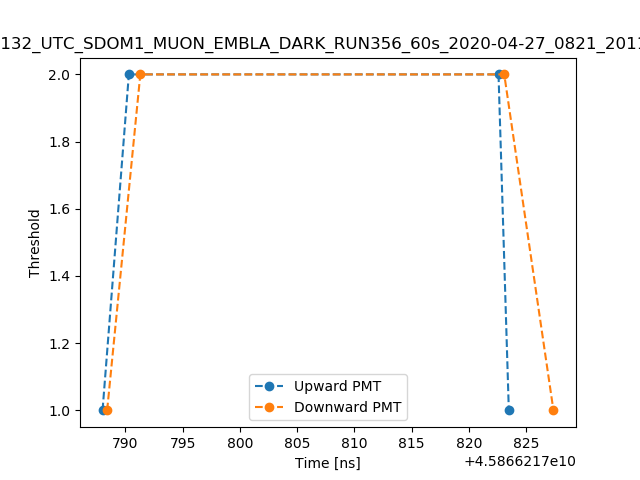 132_UTC_SDOM1_MUON_EMBLA_DARK_RUN356_60s_2020-04-27_0821_2011
2.0
1.8
1.6
1.4
1.2
1.0
Threshold
Upward PMT
Downward PMT
790 795 800 805 810 815 820 825
Time [ns]
+4.5866217e10